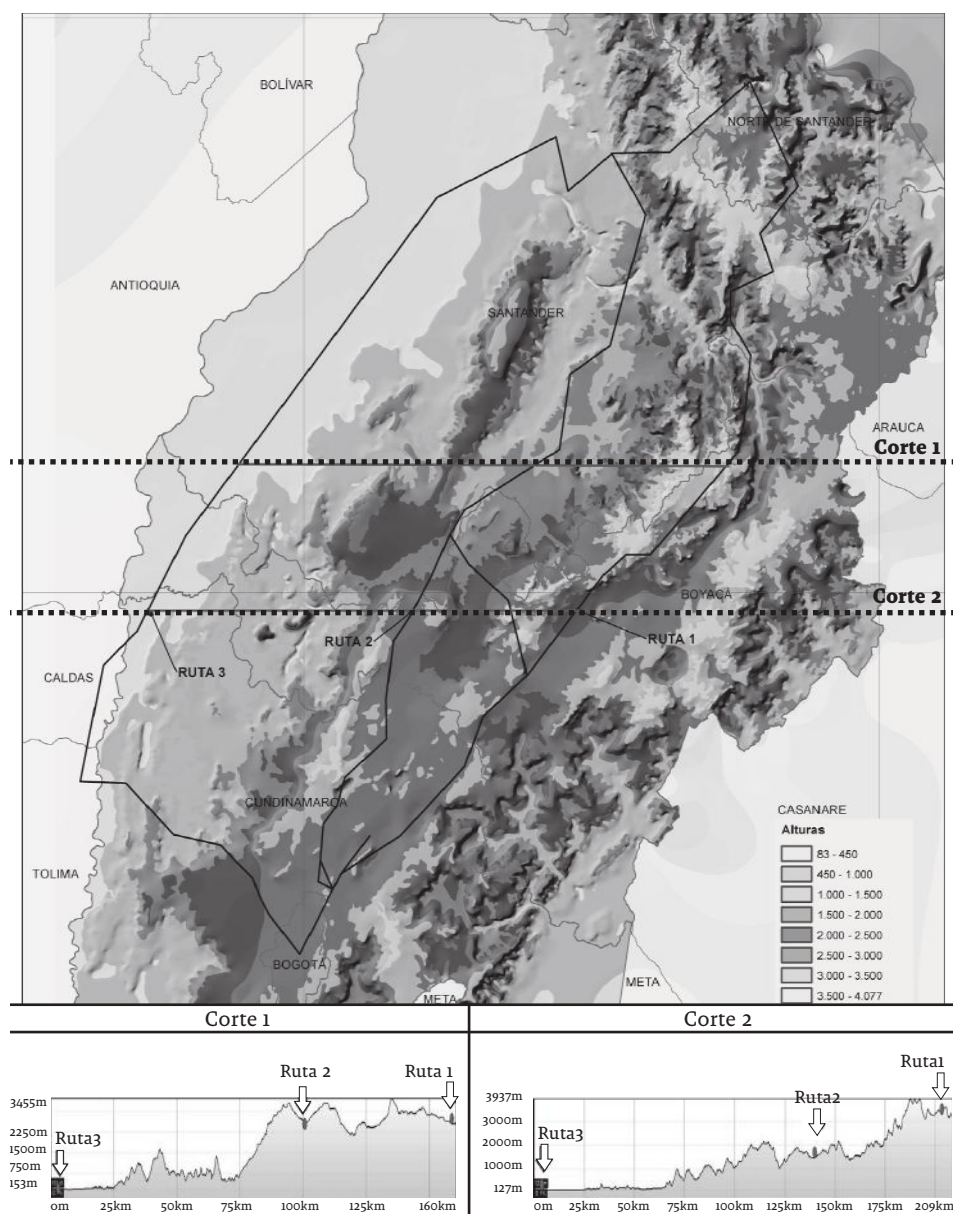 BOLÍVAR
NORTE DE SANTANDER
ANTIOQUIA
SANTANDER
ARAUCA
Corte 1
Corte 2
BOYACÁ
RUTA 2
RUTA 1
RUTA 3
CALDAS
CUNDINAMARCA
CASANARE
Alturas
83 - 450
450 - 1.000
1.000 - 1.500
1.500 - 2.000
2.000 - 2.500
2.500 - 3.000
3.000 - 3.500
3.500 - 4.077
TOLIMA
BOGOTÁ
META
META
Corte 1
Ruta 2
Ruta 1
Ruta3
3455m
2250m
1500m
750m
153m
0m 25km 50km 75km 100km 125km 160km
Corte 2
Ruta1
Ruta2
Ruta3
3937m
3000m
2000m
1000m
127m
0m 25km 50km 75km 100km 125km 150km 175km 209km